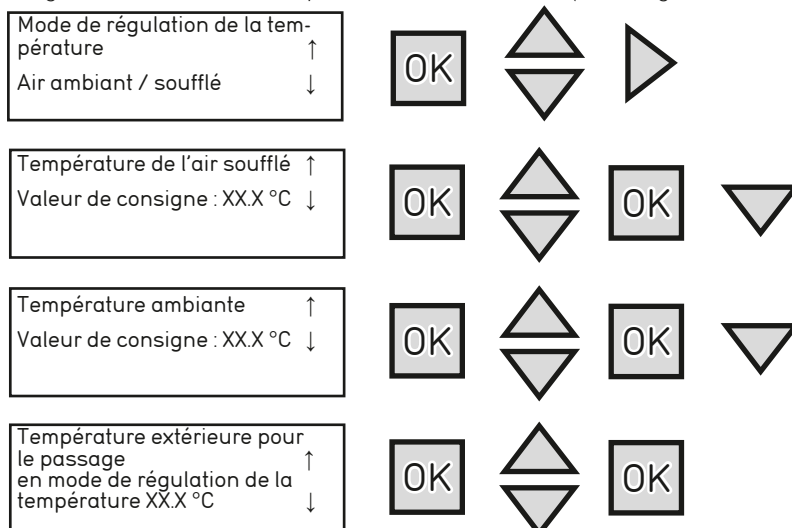 Mode de régulation de la tem-
pérature ↑
Air ambiant / soufflé ↓
OK
Température de l'air soufflé ↑
Valeur de consigne : XX.X °C ↓
OK
OK
Température ambiante ↑
Valeur de consigne : XX.X °C ↓
OK
OK
Température extérieure pour
le passage ↑
en mode de régulation de la
température XX.X °C ↓
OK
OK